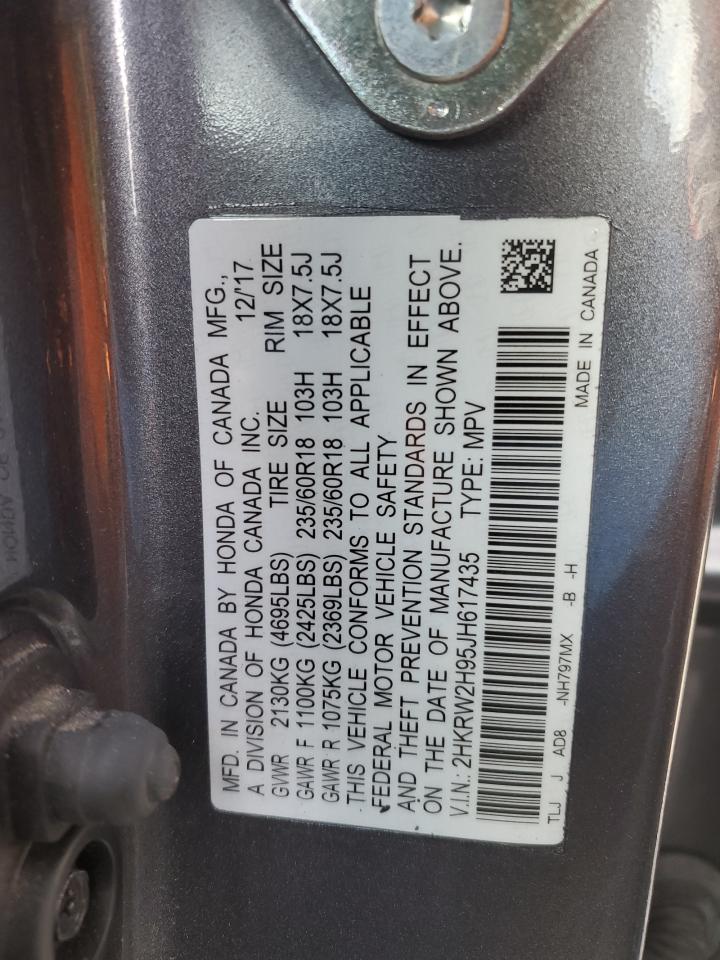 MFD. IN CANADA BY HONDA OF CANADA MFG.,
A DIVISION OF HONDA CANADA INC. 12/17
GVWR 2130KG (4695LBS) TIRE SIZE RIM SIZE
GAWR F 1100KG (2425LBS) 235/60R18 103H 18X7.5J
GAWR R 1075KG (2369LBS) 235/60R18 103H 18X7.5J
THIS VEHICLE CONFORMS TO ALL APPLICABLE
FEDERAL MOTOR VEHICLE SAFETY
AND THEFT PREVENTION STANDARDS IN EFFECT
ON THE DATE OF MANUFACTURE SHOWN ABOVE.
V.I.N.: 2HKRW2H95JH617435 TYPE: MPV
TLJ J AD8 -NH797MX -B -H
MADE IN CANADA